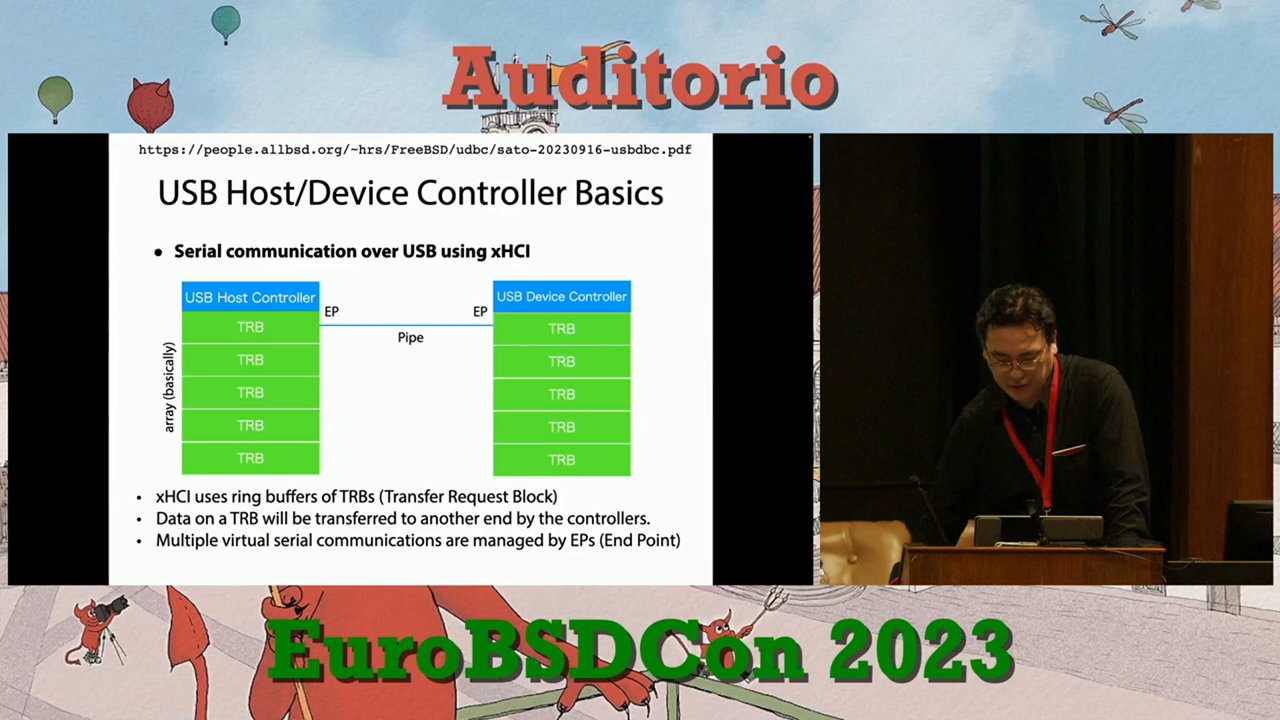 Auditorio
https://people.allbsd.org/~hrs/FreeBSD/udbc/sato-20230916-usbdbc.pdf
USB Host/Device Controller Basics
• Serial communication over USB using xHCI
USB Host Controller
USB Device Controller
EP
EP
Pipe
TRB
TRB
TRB
TRB
TRB
TRB
TRB
TRB
TRB
TRB
array (basically)
• xHCI uses ring buffers of TRBs (Transfer Request Block)
• Data on a TRB will be transferred to another end by the controllers.
• Multiple virtual serial communications are managed by EPs (End Point)
EuroBSDCon 2023